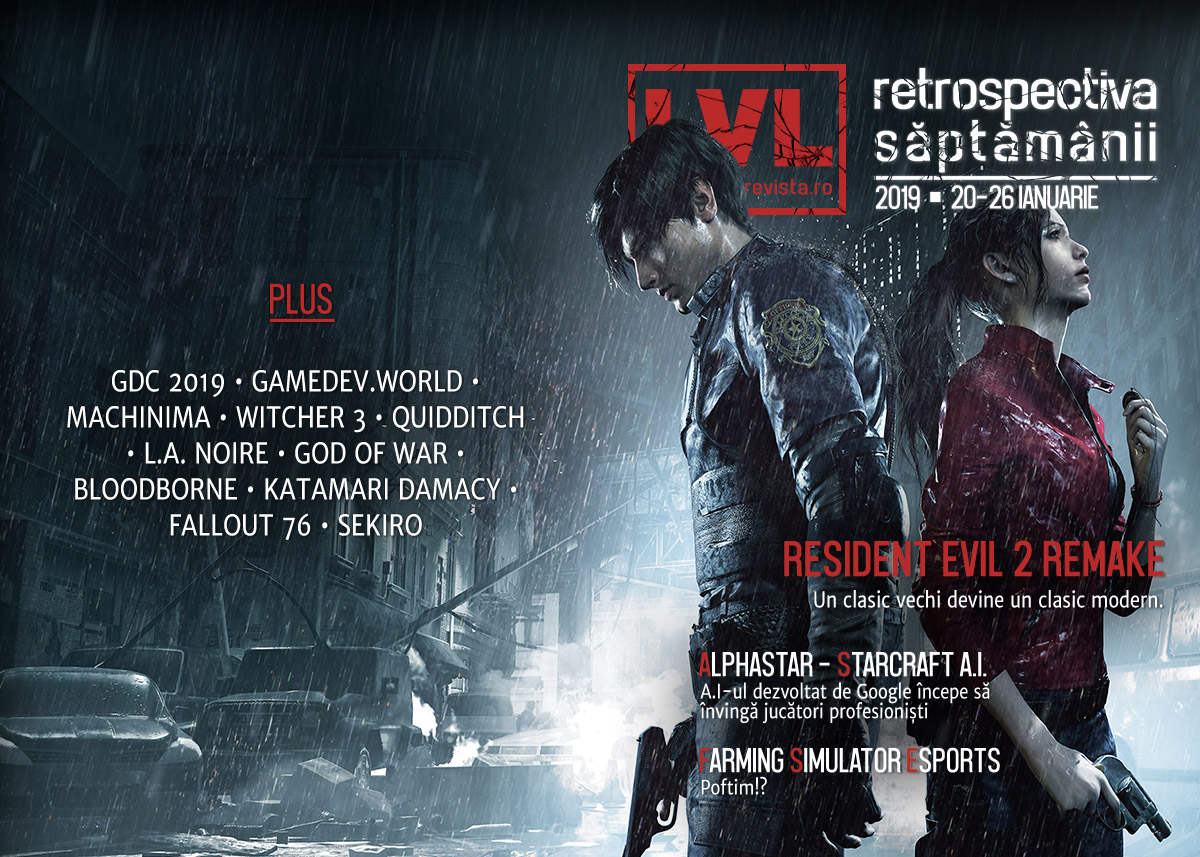 LVL
revista.ro
retrospectiva
săptămânii
2019 ▪ 20-26 IANUARIE
PLUS
GDC 2019 • GAMEDEV.WORLD •
MACHINIMA • WITCHER 3 • QUIDDITCH
• L.A. NOIRE • GOD OF WAR •
BLOODBORNE • KATAMARI DAMACY •
FALLOUT 76 • SEKIRO
RESIDENT EVIL 2 REMAKE
Un clasic vechi devine un clasic modern.
ALPHASTAR - STARCRAFT A.I.
A.I-ul dezvoltat de Google începe să
învingă jucători profesioniști
FARMING SIMULATOR ESPORTS
Poftim!?